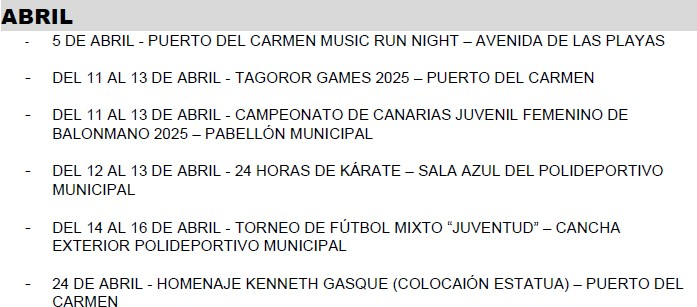 ABRIL
- 5 DE ABRIL - PUERTO DEL CARMEN MUSIC RUN NIGHT – AVENIDA DE LAS PLAYAS
- DEL 11 AL 13 DE ABRIL - TAGOROR GAMES 2025 – PUERTO DEL CARMEN
- DEL 11 AL 13 DE ABRIL - CAMPEONATO DE CANARIAS JUVENIL FEMENINO DE
BALONMANO 2025 – PABELLÓN MUNICIPAL
- DEL 12 AL 13 DE ABRIL - 24 HORAS DE KÁRATE – SALA AZUL DEL POLIDEPORTIVO
MUNICIPAL
- DEL 14 AL 16 DE ABRIL - TORNEO DE FÚTBOL MIXTO “JUVENTUD” – CANCHA
EXTERIOR POLIDEPORTIVO MUNICIPAL
- 24 DE ABRIL - HOMENAJE KENNETH GASQUE (COLOCAIÓN ESTATUA) – PUERTO DEL
CARMEN